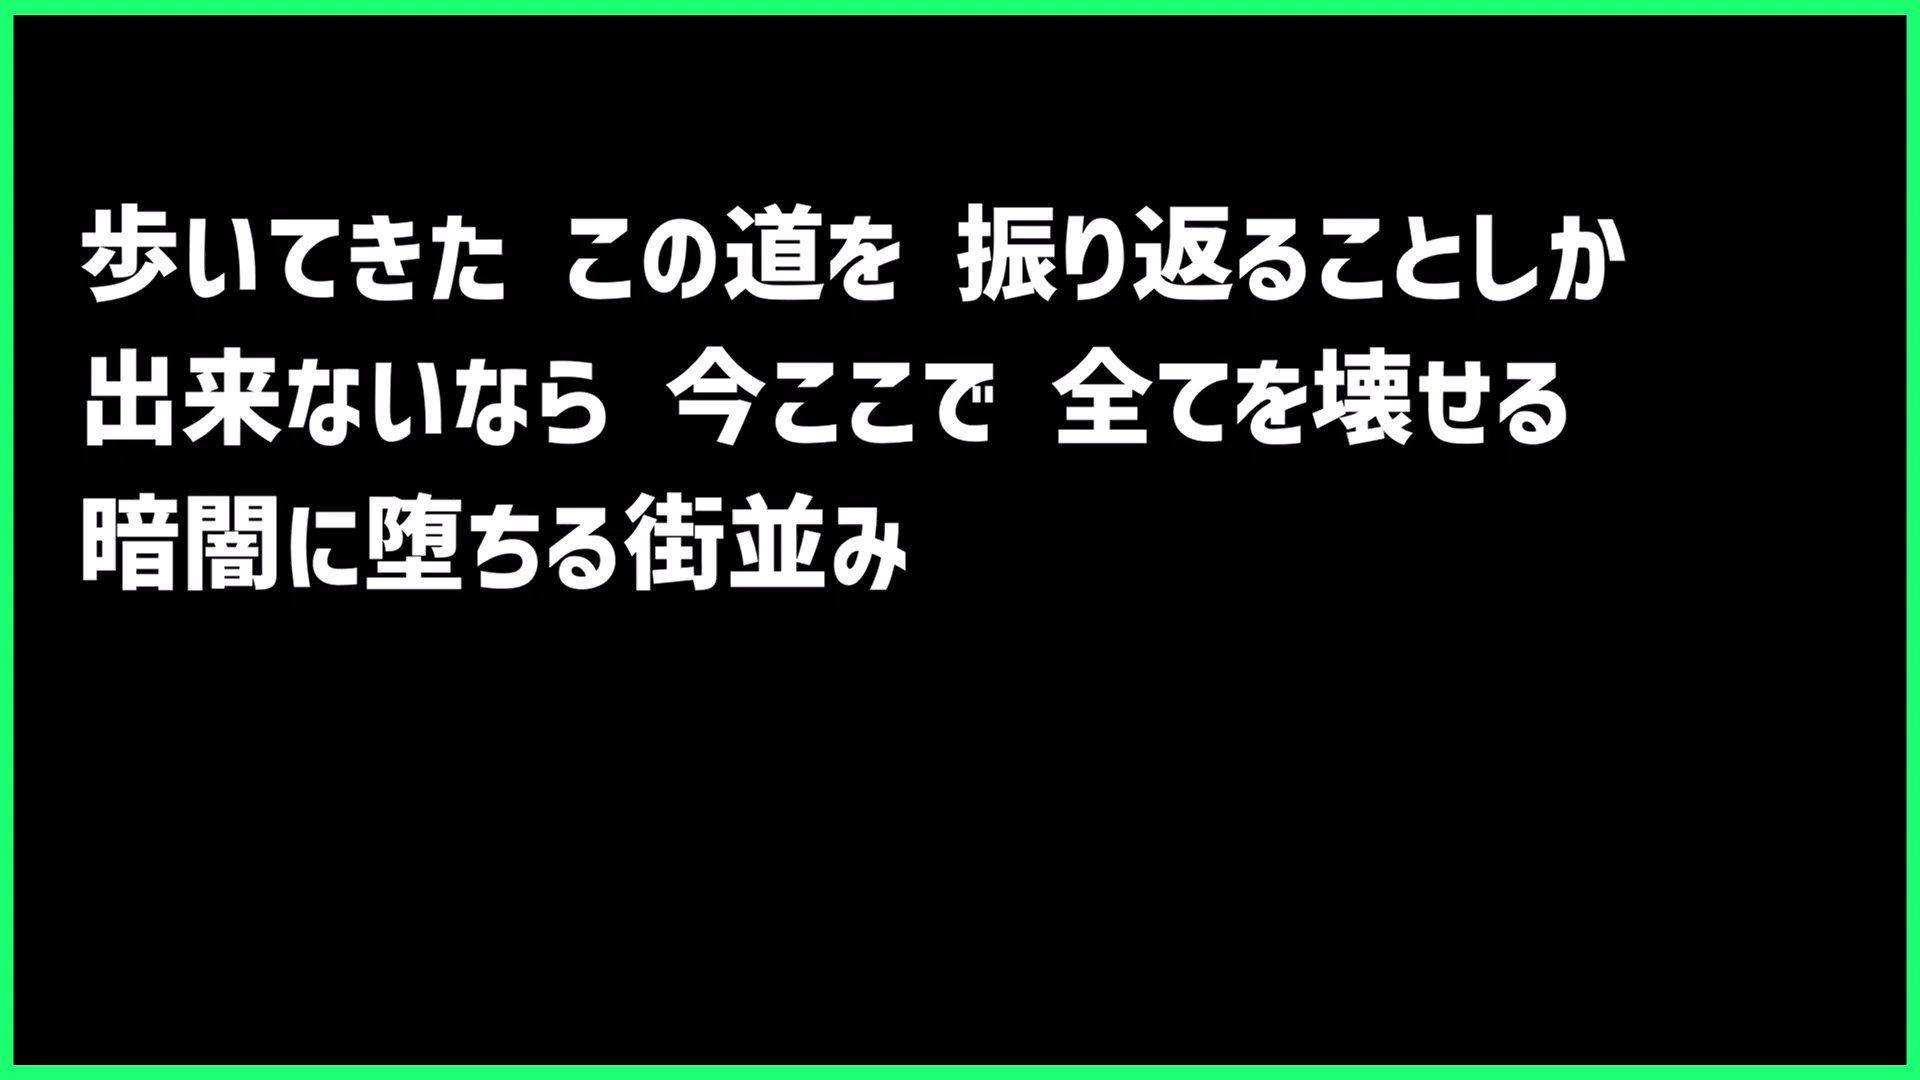 歩いてきた この道を 振り返ることしか
出来ないなら 今ここで 全てを壊せる
暗闇に堕ちる街並み